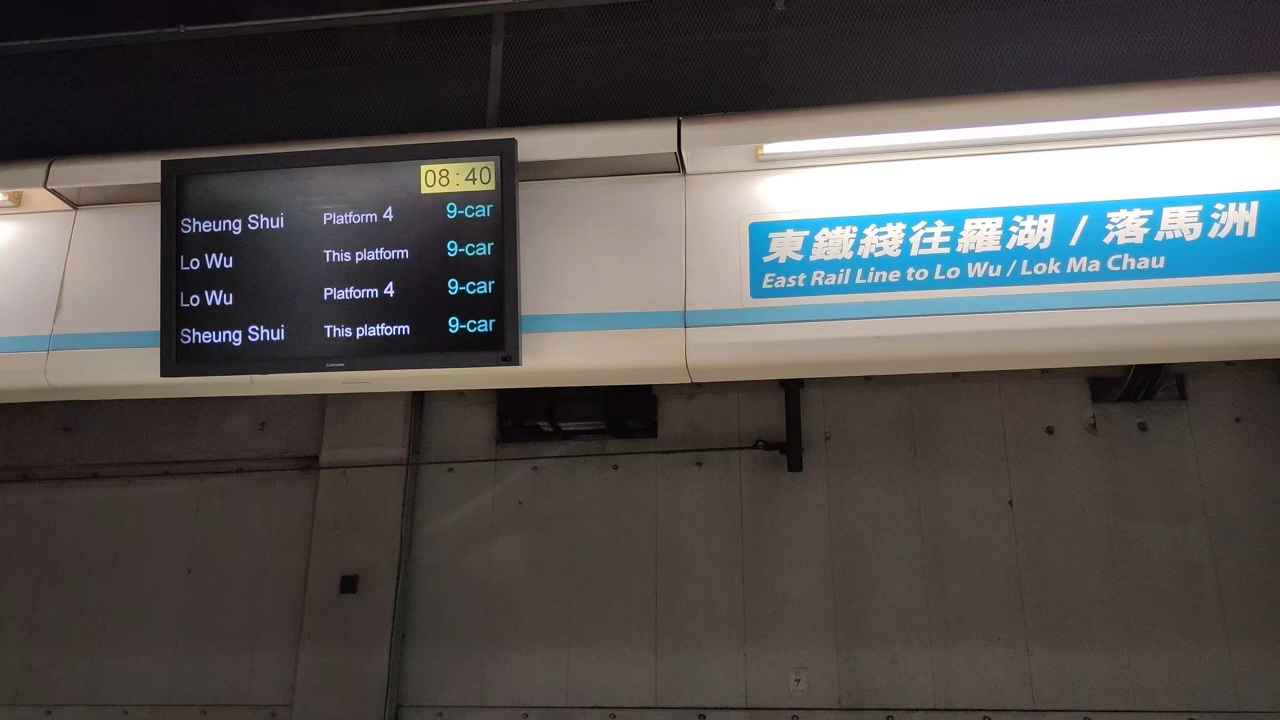 08:40
Sheung Shui Platform 4 9-car
Lo Wu This platform 9-car
Lo Wu Platform 4 9-car
Sheung Shui This platform 9-car
東鐵綫往羅湖 / 落馬洲
East Rail Line to Lo Wu / Lok Ma Chau